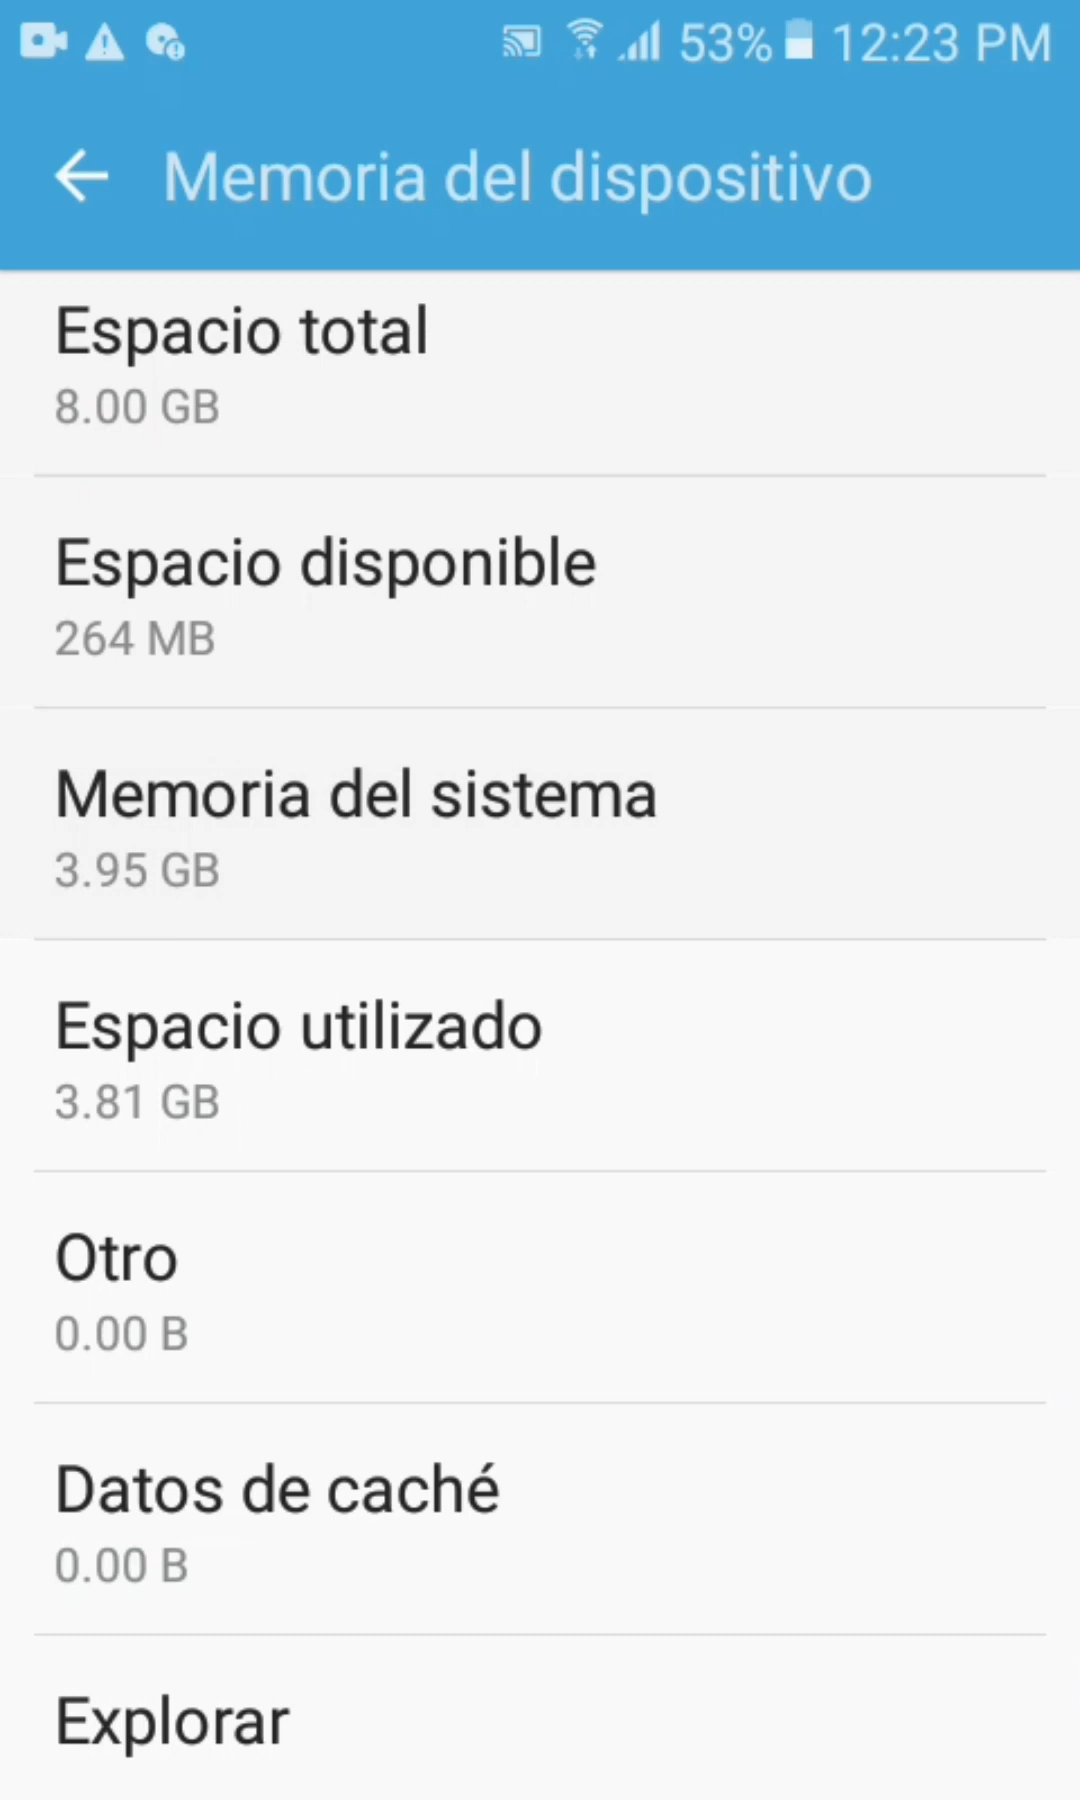 53% 12:23 PM
Memoria del dispositivo
Espacio total
8.00 GB
Espacio disponible
264 MB
Memoria del sistema
3.95 GB
Espacio utilizado
3.81 GB
Otro
0.00 B
Datos de caché
0.00 B
Explorar